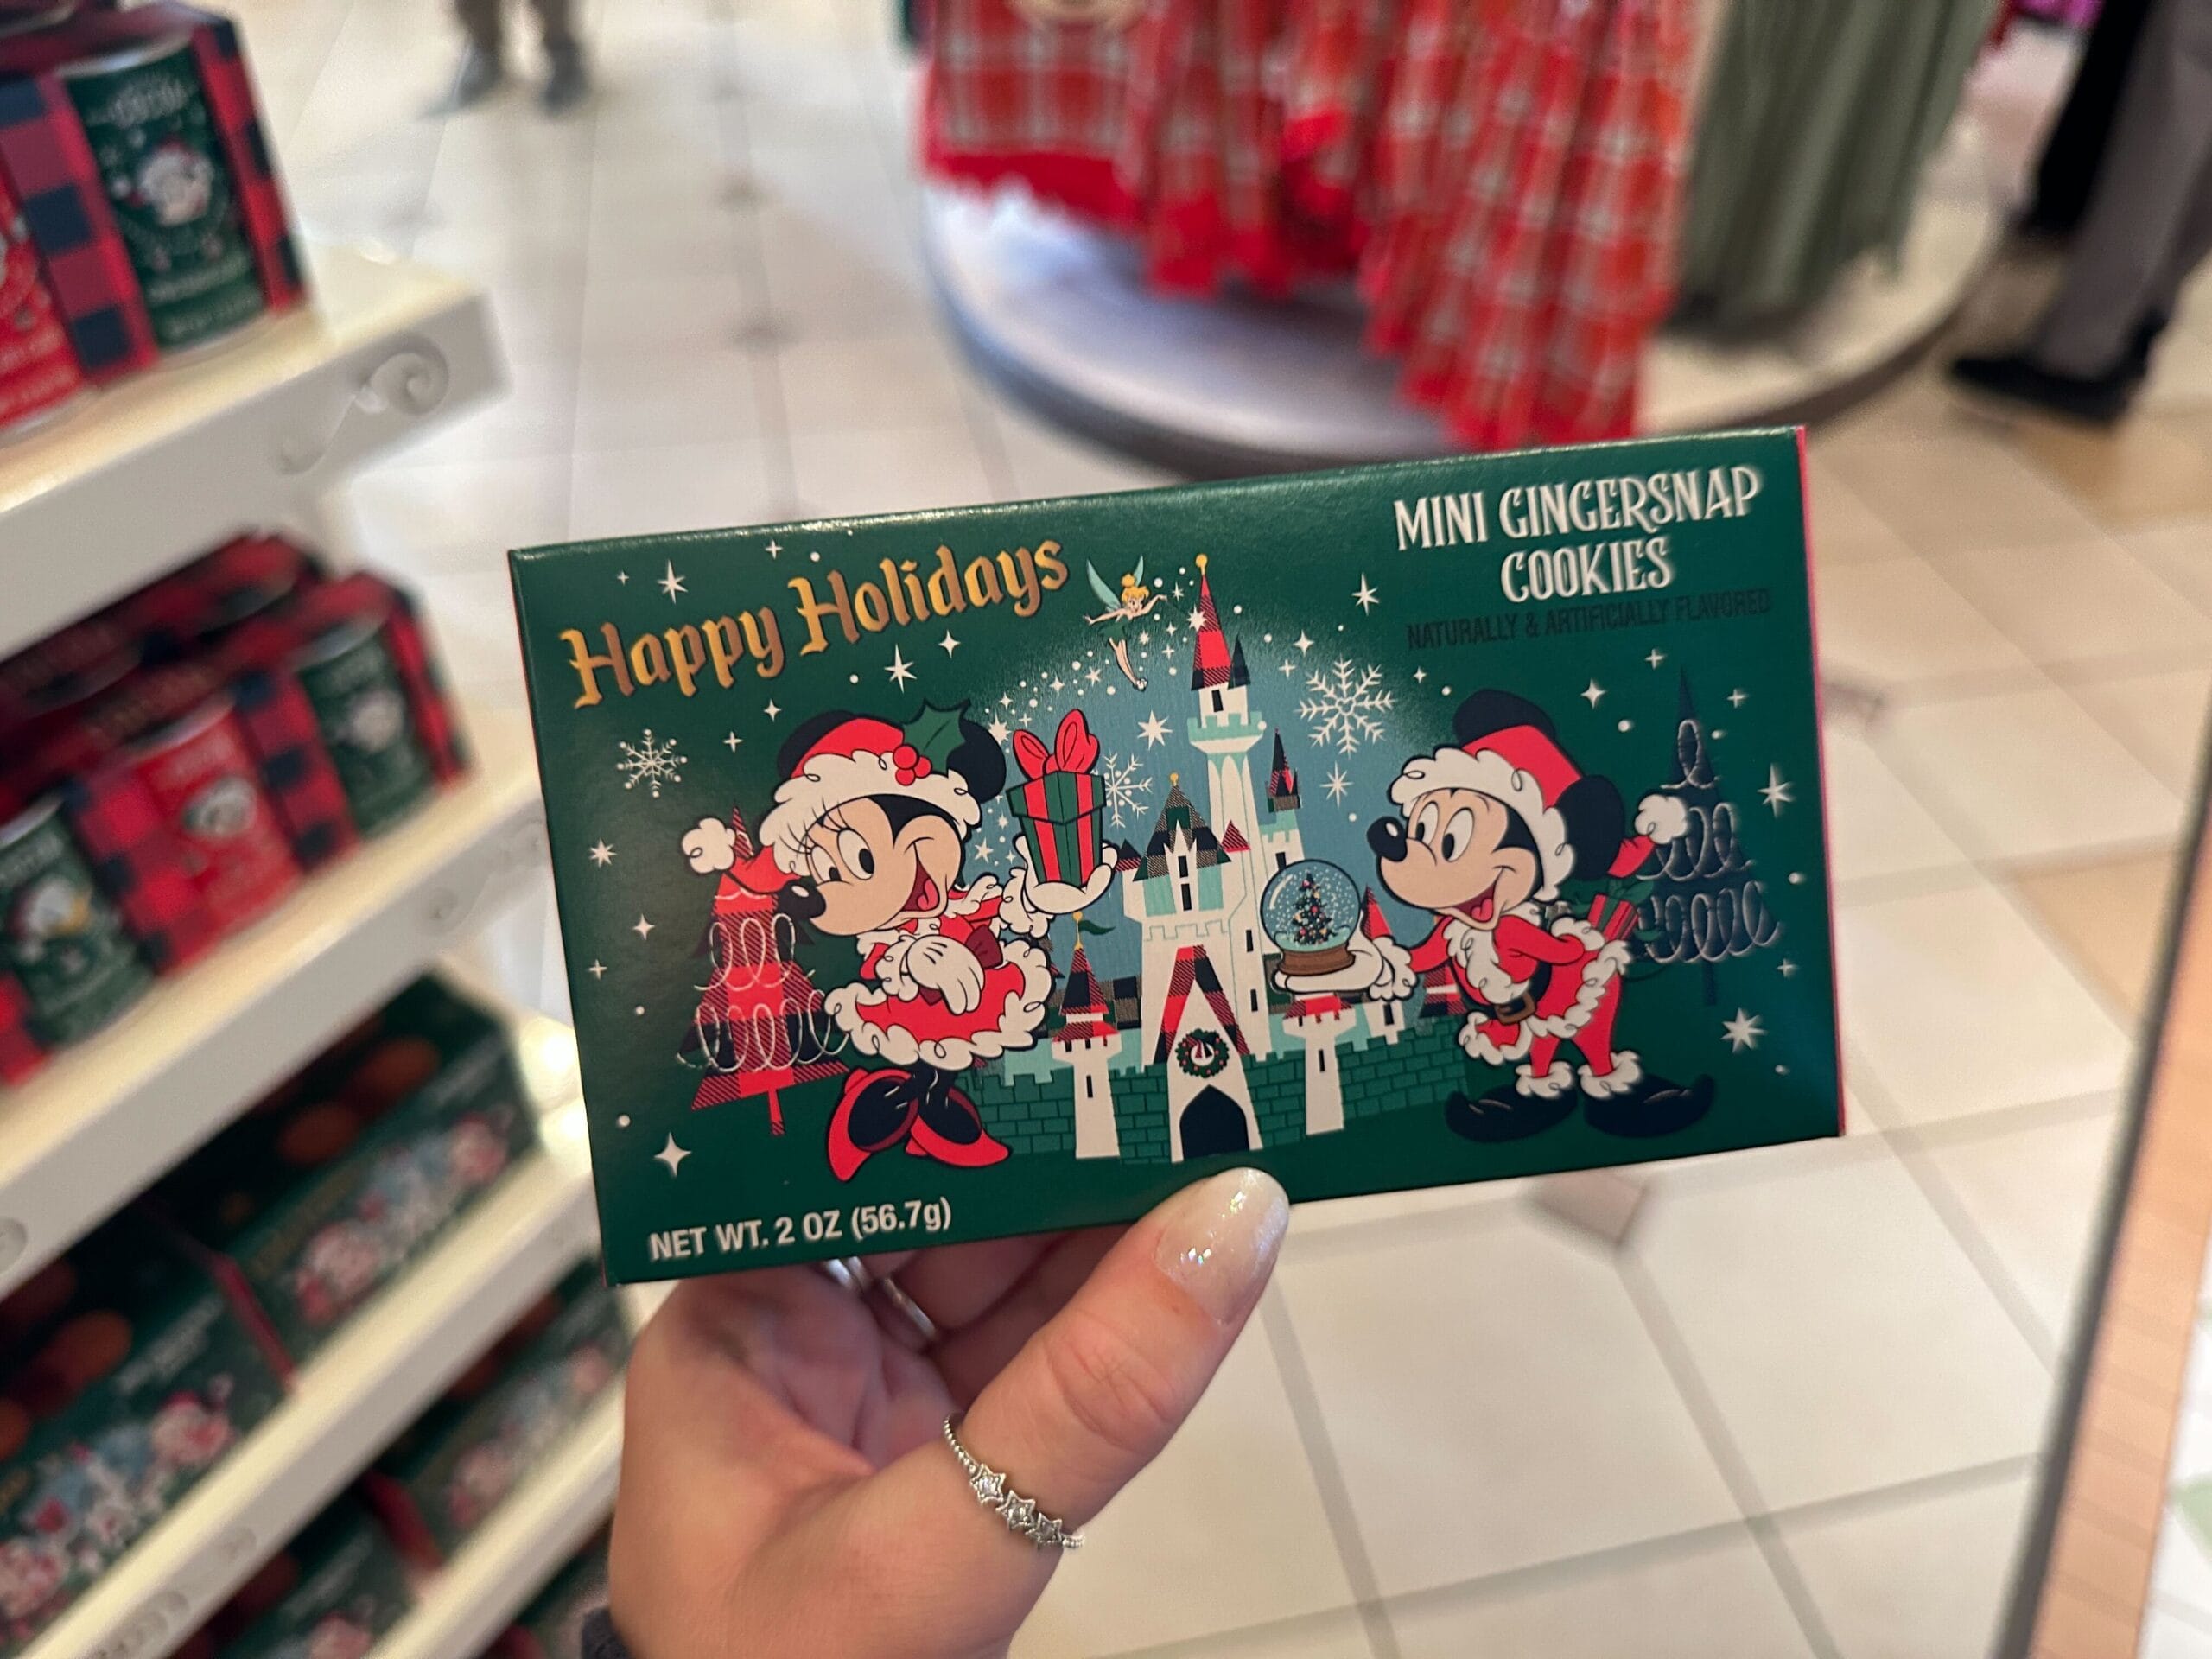 Happy Holidays
MINI GINGERSNAP
COOKIES
NATURALLY & ARTIFICIALLY FLAVORED
NET WT. 2 OZ (56.7g)